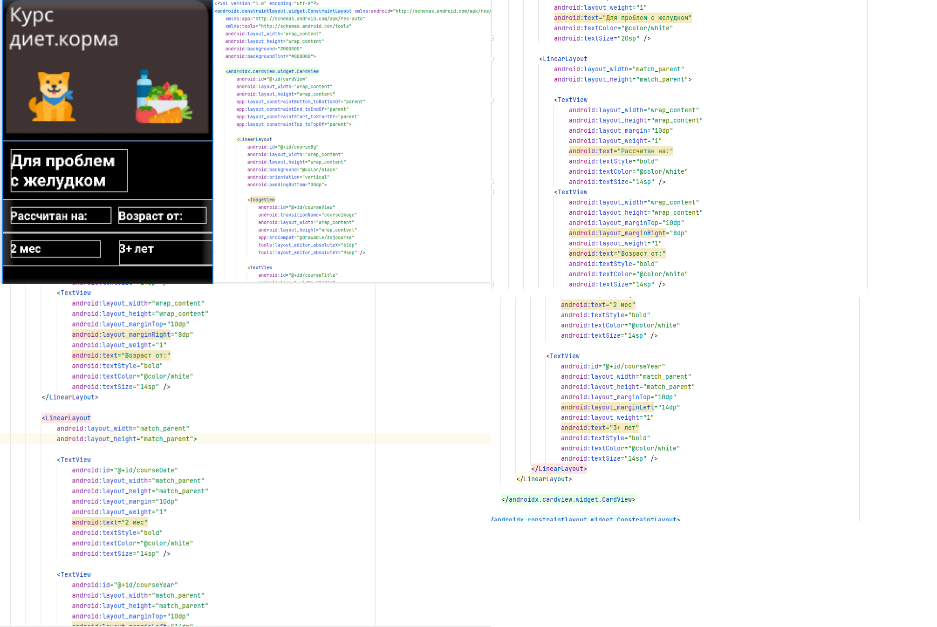 Курс
диет.корма
Для проблем
с желудком
Рассчитан на:
Возраст от:
2 мес
3+ лет
<?xml version="1.0" encoding="utf-8"?>
<androidx.constraintlayout.widget.ConstraintLayout xmlns:android="http://schemas.android.com/apk/res/
xmlns:app="http://schemas.android.com/apk/res-auto"
xmlns:tools="http://schemas.android.com/tools"
android:layout_width="wrap_content"
android:layout_height="wrap_content"
android:background="#000000"
android:backgroundTint="#000000">
<androidx.cardview.widget.CardView
android:id="@+id/cardView"
android:layout_width="wrap_content"
android:layout_height="wrap_content"
app:layout_constraintBottom_toBottomOf="parent"
app:layout_constraintEnd_toEndOf="parent"
app:layout_constraintStart_toStartOf="parent"
app:layout_constraintTop_toTopOf="parent">
<LinearLayout
android:id="@+id/courseBg"
android:layout_width="wrap_content"
android:layout_height="wrap_content"
android:background="@color/black"
android:orientation="vertical"
android:paddingBottom="30dp">
<ImageView
android:id="@+id/courseView"
android:transitionName="courseImage"
android:layout_width="wrap_content"
android:layout_height="wrap_content"
tools:layout_editor_absoluteX="81dp"
<TextView
android:id="@+id/courseTitle"
android:layout_weight="1"
android:text="Для проблем с желудком"
android:textColor="@color/white"
android:textSize="20sp" />
<LinearLayout
android:layout_width="match_parent"
android:layout_height="match_parent">
<TextView
android:layout_width="wrap_content"
android:layout_height="wrap_content"
android:layout_margin="10dp"
android:layout_weight="1"
android:text="Рассчитан на:"
android:textStyle="bold"
android:textColor="@color/white"
android:textSize="14sp" />
<TextView
android:layout_width="wrap_content"
android:layout_height="wrap_content"
android:layout_marginTop="10dp"
android:layout_marginRight="8dp"
android:layout_weight="1"
android:text="Возраст от:"
android:textStyle="bold"
android:textColor="@color/white"
android:textSize="14sp" />
<TextView
android:layout_width="wrap_content"
android:layout_height="wrap_content"
android:layout_marginTop="10dp"
android:layout_marginRight="8dp"
android:layout_weight="1"
android:text="Возраст от:"
android:textStyle="bold"
android:textColor="@color/white"
android:textSize="14sp" />
</LinearLayout>
<LinearLayout
android:layout_width="match_parent"
android:layout_height="match_parent">
<TextView
android:id="@+id/courseDate"
android:layout_width="match_parent"
android:layout_height="match_parent"
android:layout_margin="10dp"
android:layout_weight="1"
android:text="2 мес"
android:textStyle="bold"
android:textColor="@color/white"
android:textSize="14sp" />
<TextView
android:id="@+id/courseYear"
android:layout_width="match_parent"
android:layout_height="match_parent"
android:layout_marginTop="10dp"
android:text="2 мес"
android:textStyle="bold"
android:textColor="@color/white"
android:textSize="14sp" />
<TextView
android:id="@+id/courseYear"
android:layout_width="match_parent"
android:layout_height="match_parent"
android:layout_marginTop="10dp"
android:layout_marginLeft="14dp"
android:layout_weight="1"
android:text="3+ лет"
android:textStyle="bold"
android:textColor="@color/white"
android:textSize="14sp" />
</LinearLayout>
</LinearLayout>
</androidx.cardview.widget.CardView>
/androidx.constraintlayout.widget.ConstraintLayout>